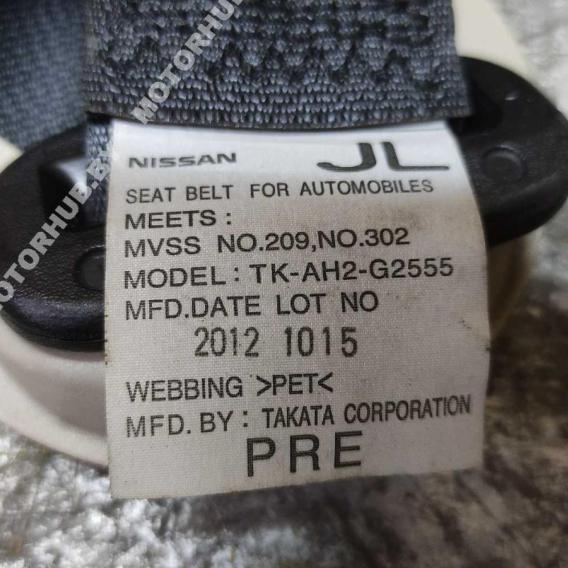 NISSAN JL
SEAT BELT FOR AUTOMOBILES
MEETS :
MVSS NO.209,NO.302
MODEL : TK-AH2-G2555
MFD.DATE LOT NO
2012 1015
WEBBING >PET<
MFD. BY : TAKATA CORPORATION
PRE
MOTORHUB
MOTORHUB.B